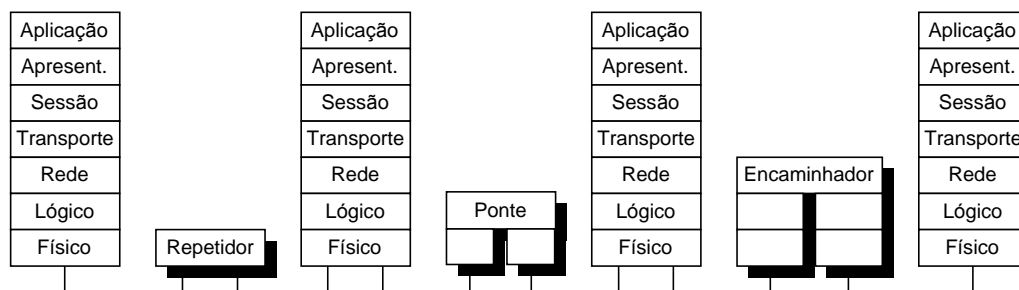 Aplicação
Apresent.
Sessão
Transporte
Rede
Lógico
Físico
Repetidor
Aplicação
Apresent.
Sessão
Transporte
Rede
Lógico
Físico
Ponte
Aplicação
Apresent.
Sessão
Transporte
Rede
Lógico
Físico
Encaminhador
Aplicação
Apresent.
Sessão
Transporte
Rede
Lógico
Físico